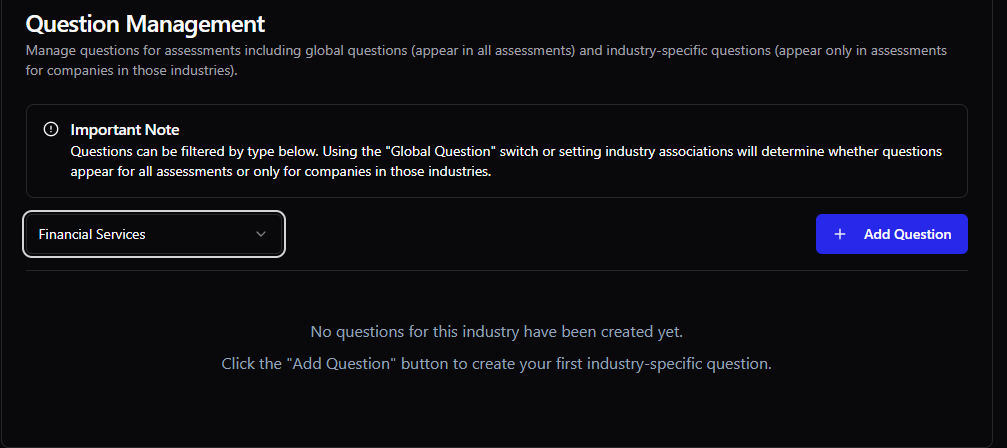 Question Management
Manage questions for assessments including global questions (appear in all assessments) and industry-specific questions (appear only in assessments
for companies in those industries).
Important Note
Questions can be filtered by type below. Using the "Global Question" switch or setting industry associations will determine whether questions
appear for all assessments or only for companies in those industries.
Financial Services
Add Question
No questions for this industry have been created yet.
Click the "Add Question" button to create your first industry-specific question.